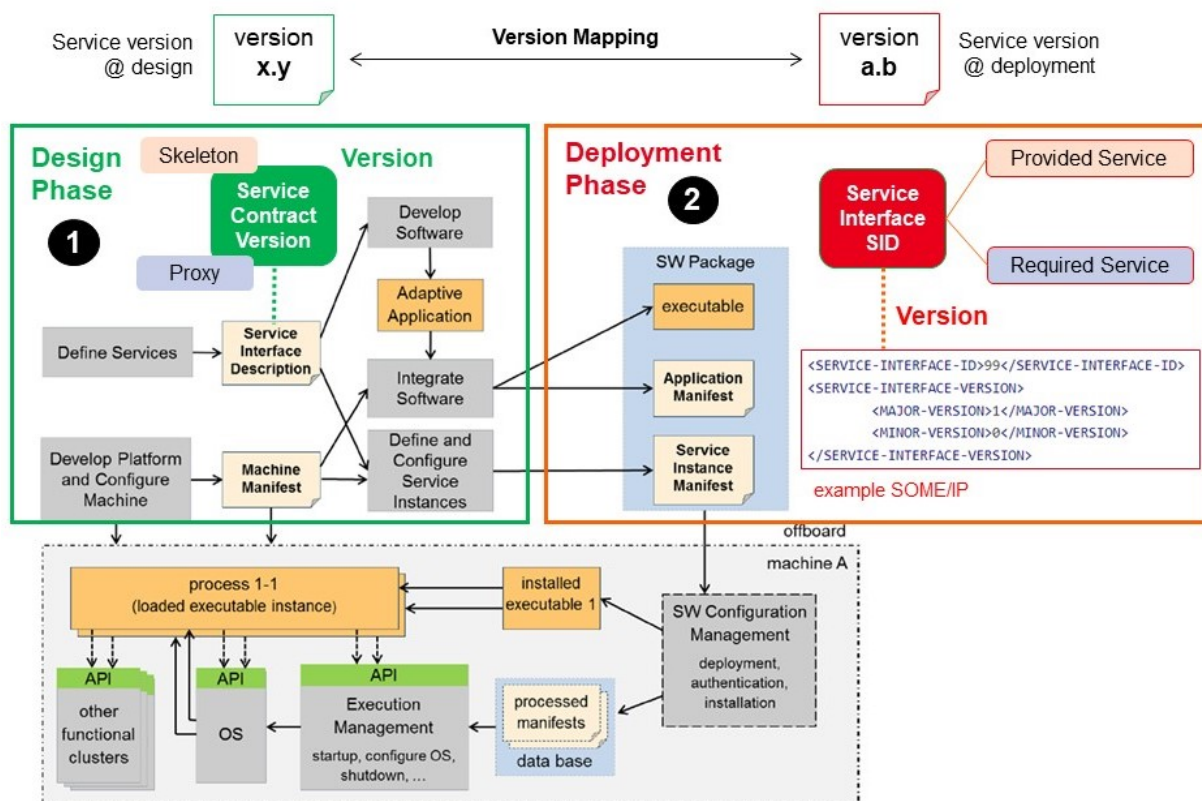 Service version
@ design
version
x.y
Version Mapping
version
a.b
Service version
@ deployment
Design
Phase
1
Skeleton
Service
Contract
Version
Proxy
Version
Develop
Software
Adaptive
Application
Define Services
Service
Interface
Description
Integrate
Software
Develop Platform
and Configure
Machine
Machine
Manifest
Define and
Configure
Service
Instances
Deployment
Phase
2
SW Package
executable
Application
Manifest
Service
Instance
Manifest
Service
Interface
SID
Provided Service
Required Service
Version
<SERVICE-INTERFACE-ID>99</SERVICE-INTERFACE-ID>
<SERVICE-INTERFACE-VERSION>
<MAJOR-VERSION>1</MAJOR-VERSION>
<MINOR-VERSION>0</MINOR-VERSION>
</SERVICE-INTERFACE-VERSION>
example SOME/IP
offboard
machine A
process 1-1
(loaded executable instance)
installed
executable 1
SW Configuration
Management
deployment,
authentication,
installation
API
other
functional
clusters
API
OS
API
Execution
Management
startup, configure OS,
shutdown, ...
processed
manifests
data base